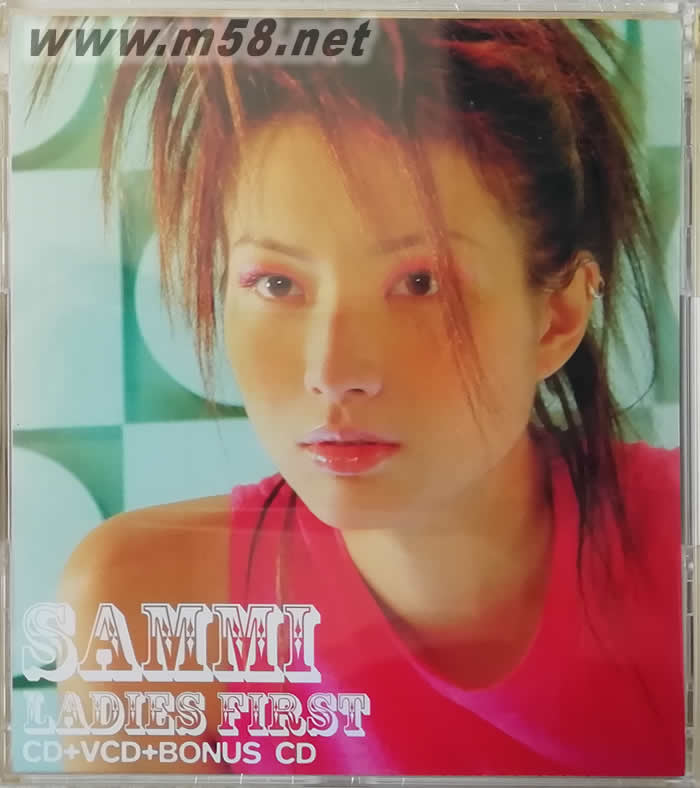 www.m58.net
SAMMI
LADIES FIRST
CD+VCD+BONUS CD